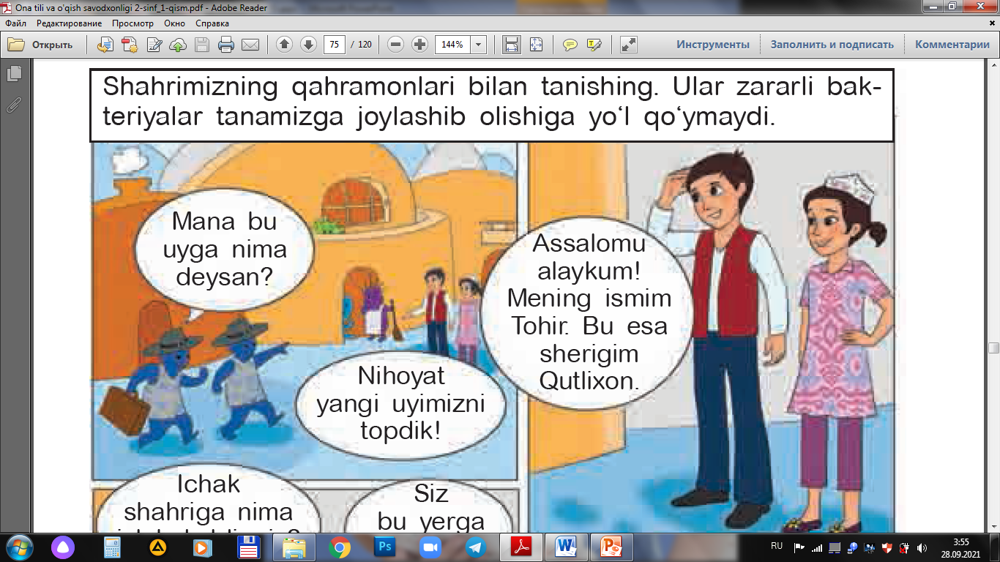 Ona tili va o'qish savodxonligi 2-sinf_1-qism.pdf - Adobe Reader
Файл Редактирование Просмотр Окно Справка
Открыть 75 / 120 144% Инструменты Заполнить и подписать Комментарии
Shahrimizning qahramonlari bilan tanishing. Ular zararli bak-
teriyalar tanamizga joylashib olishiga yo‘l qo‘ymaydi.
Mana bu
uyga nima
deysan?
Nihoyat
yangi uyimizni
topdik!
Assalomu
alaykum!
Mening ismim
Tohir. Bu esa
sherigim
Qutlixon.
Ichak
shahriga nima
Siz
bu yerga
Ps
RU
3:55
28.09.2021